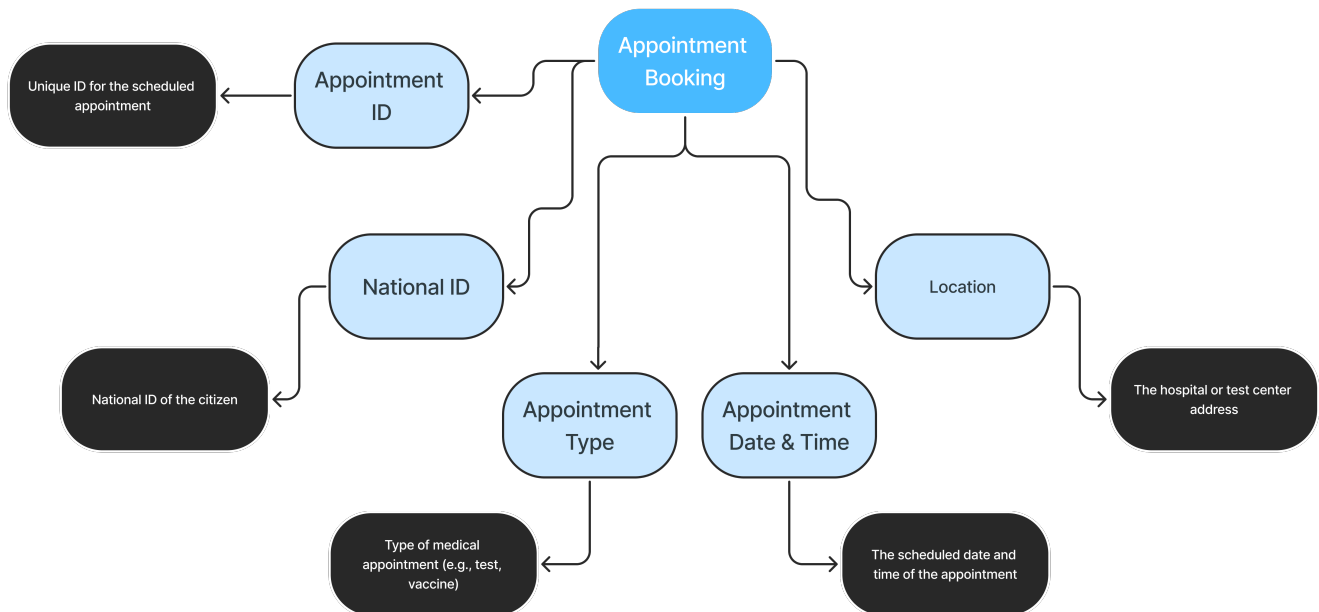 Appointment
Booking
Appointment
ID
Unique ID for the scheduled
appointment
National ID
Location
National ID of the citizen
The hospital or test center
address
Appointment
Type
Appointment
Date & Time
Type of medical
appointment (e.g., test,
vaccine)
The scheduled date and
time of the appointment